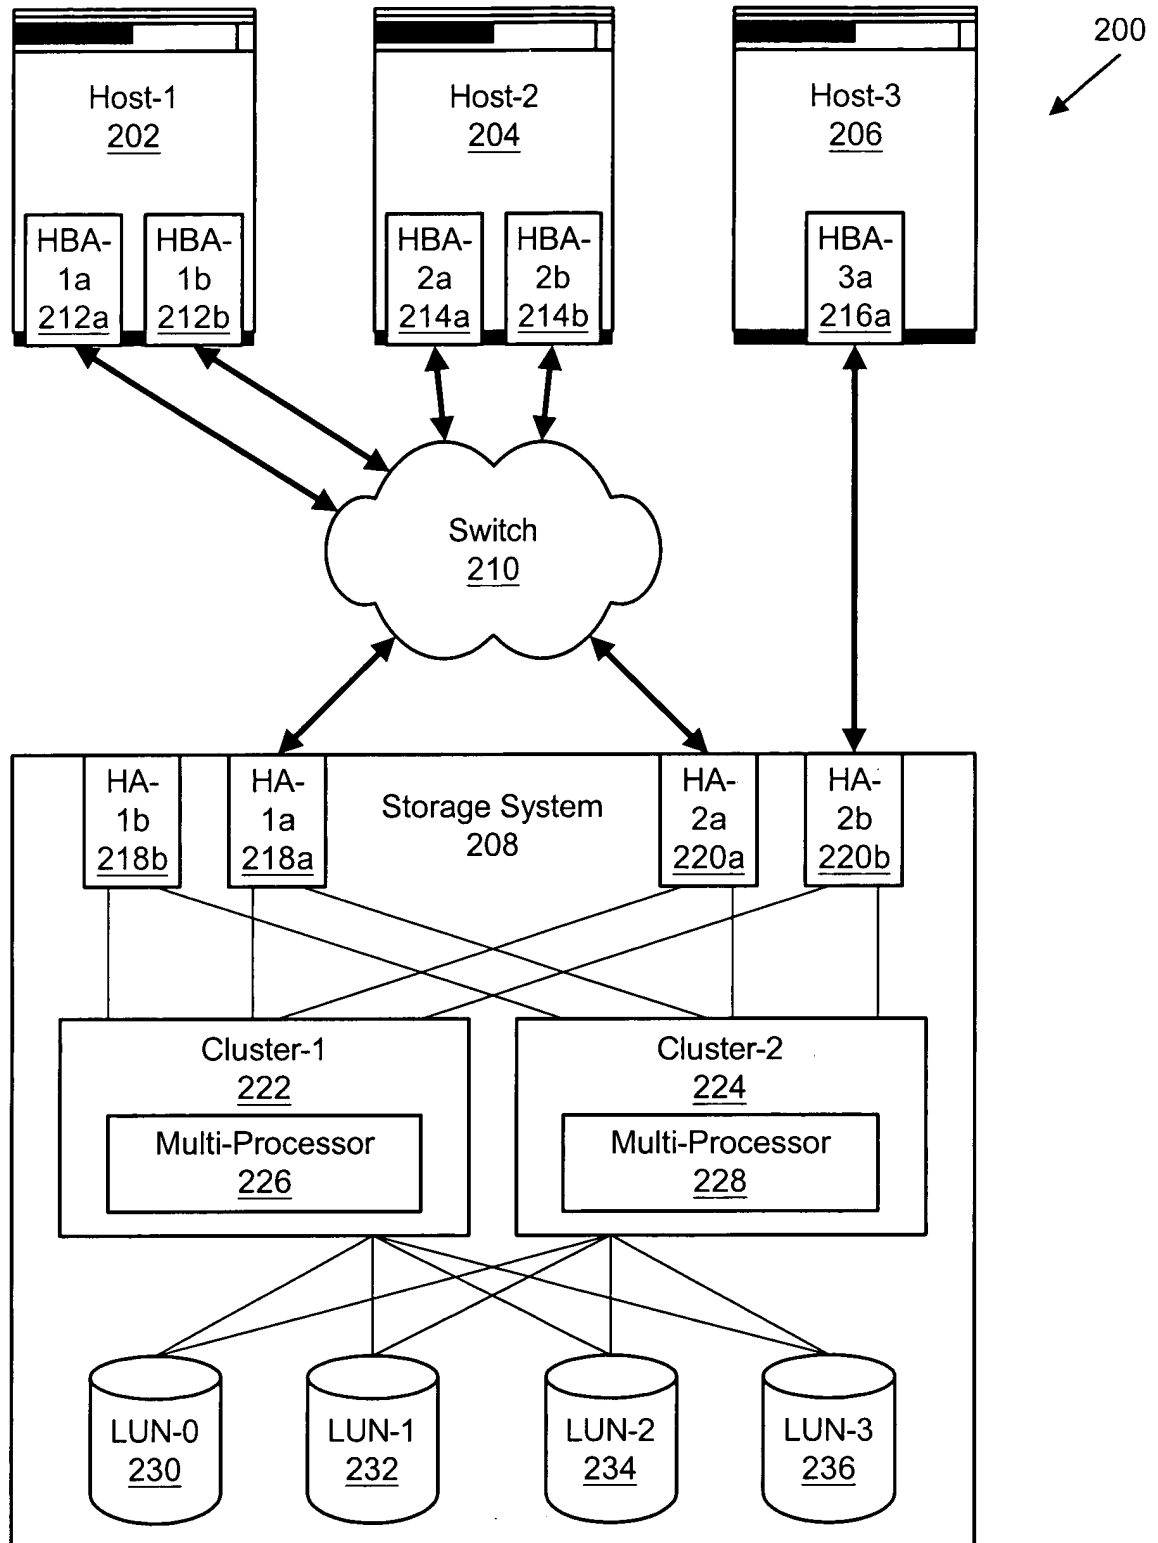 200
Host-1
202
HBA-
1a
212a
HBA-
1b
212b
Host-2
204
HBA-
2a
214a
HBA-
2b
214b
Host-3
206
HBA-
3a
216a
Switch
210
HA-
1b
218b
HA-
1a
218a
Storage System
208
HA-
2a
220a
HA-
2b
220b
Cluster-1
222
Multi-Processor
226
Cluster-2
224
Multi-Processor
228
LUN-0
230
LUN-1
232
LUN-2
234
LUN-3
236